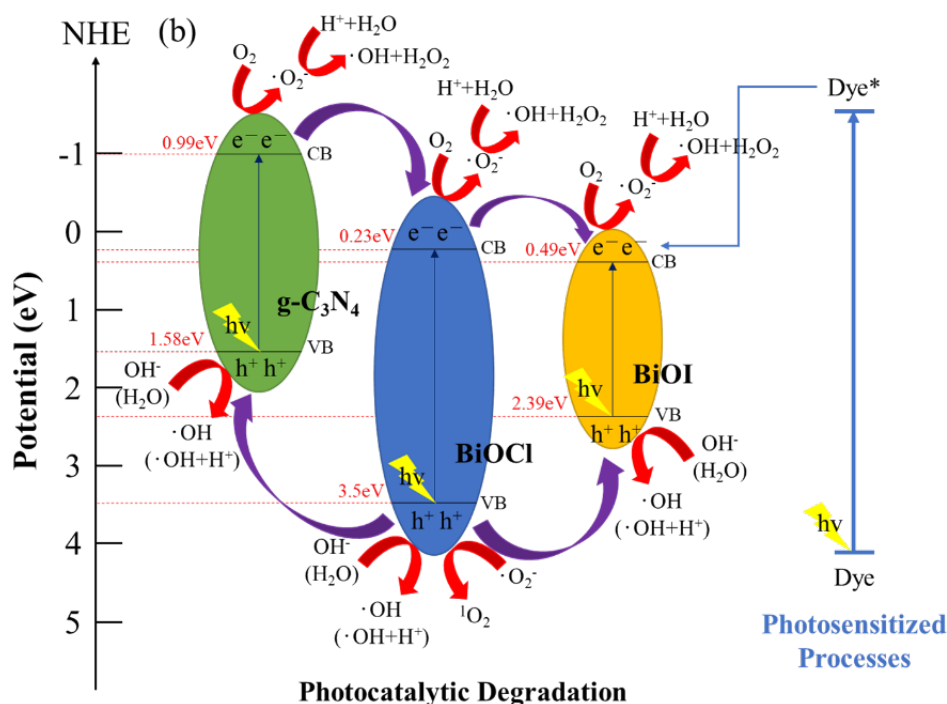 NHE
(b)
Potential (eV)
-1
0
1
2
3
4
5
O₂
·O₂⁻
H⁺+H₂O
·OH+H₂O₂
0.99eV
e⁻ e⁻
CB
g-C₃N₄
hν
1.58eV
VB
h⁺ h⁺
OH⁻
(H₂O)
·OH
(·OH+H⁺)
H⁺+H₂O
·OH+H₂O₂
O₂
·O₂⁻
0.23eV
e⁻ e⁻
CB
BiOCl
hν
3.5eV
VB
h⁺ h⁺
OH⁻
(H₂O)
·OH
(·OH+H⁺)
·O₂⁻
¹O₂
H⁺+H₂O
·OH+H₂O₂
O₂
·O₂⁻
0.49eV
e⁻ e⁻
CB
BiOI
hν
2.39eV
VB
h⁺ h⁺
OH⁻
(H₂O)
·OH
(·OH+H⁺)
Dye*
hν
Dye
Photosensitized
Processes
Photocatalytic Degradation